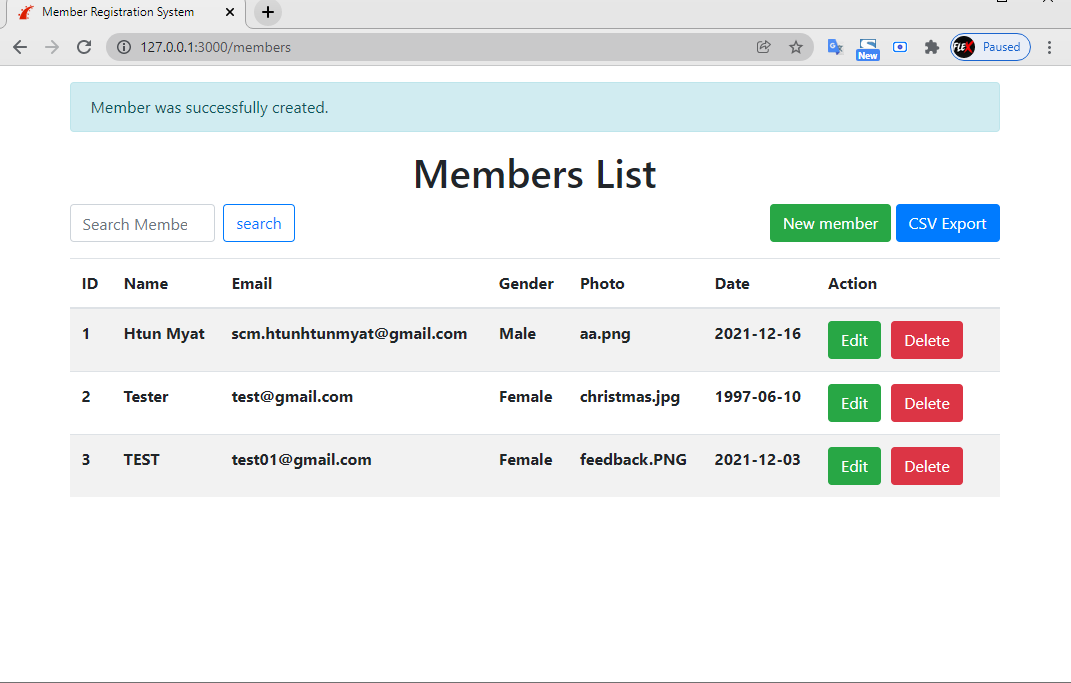 Member Registration System
127.0.0.1:3000/members
New
FLEX Paused
Member was successfully created.
Members List
Search Membe search New member CSV Export
ID Name Email Gender Photo Date Action
1 Htun Myat scm.htunhtunmyat@gmail.com Male aa.png 2021-12-16 Edit Delete
2 Tester test@gmail.com Female christmas.jpg 1997-06-10 Edit Delete
3 TEST test01@gmail.com Female feedback.PNG 2021-12-03 Edit Delete